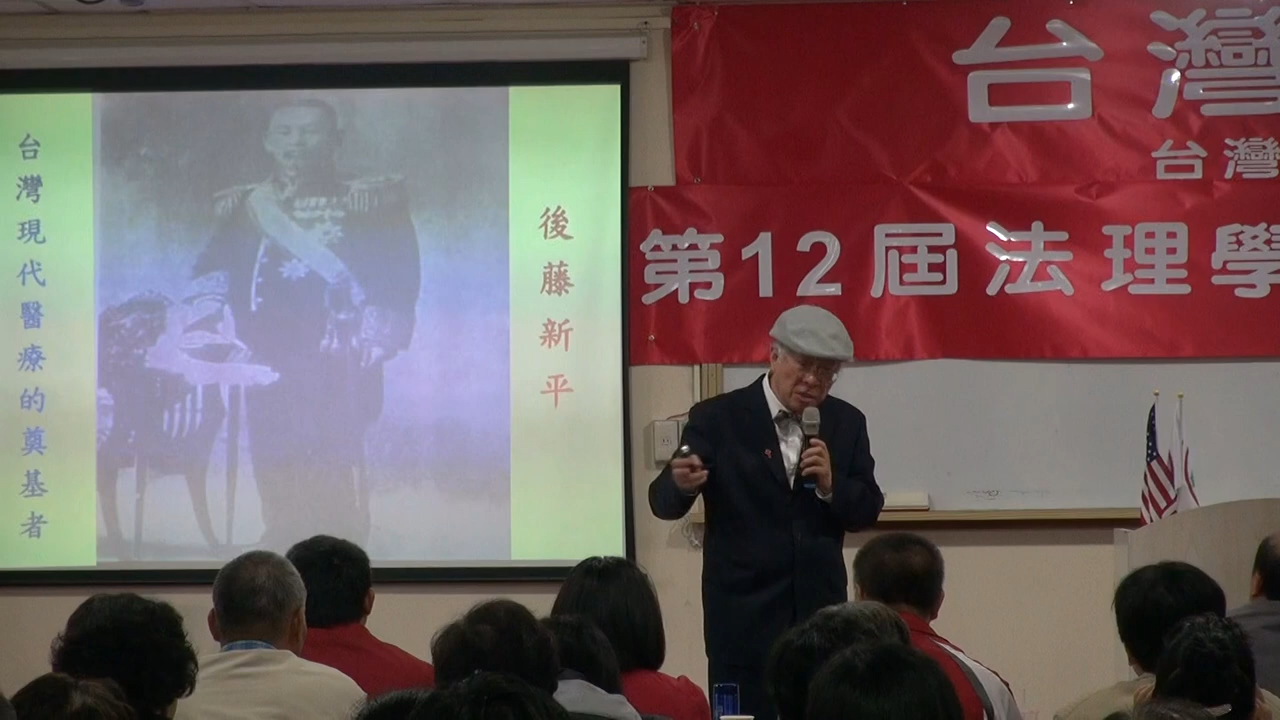 台灣現代醫療的奠基者
後藤新平
台灣
台灣
第12屆法理學